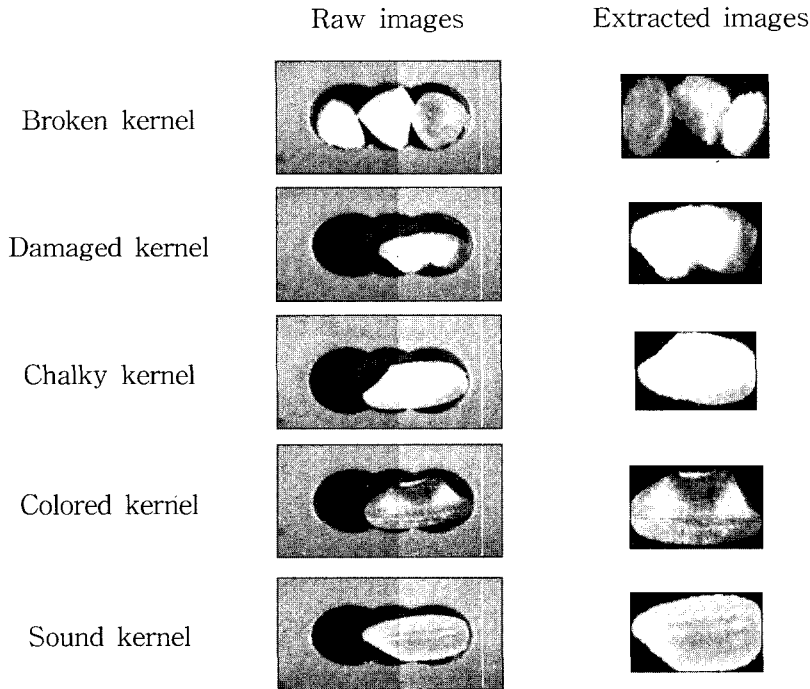 Raw images Extracted images
Broken kernel
Damaged kernel
Chalky kernel
Colored kernel
Sound kernel